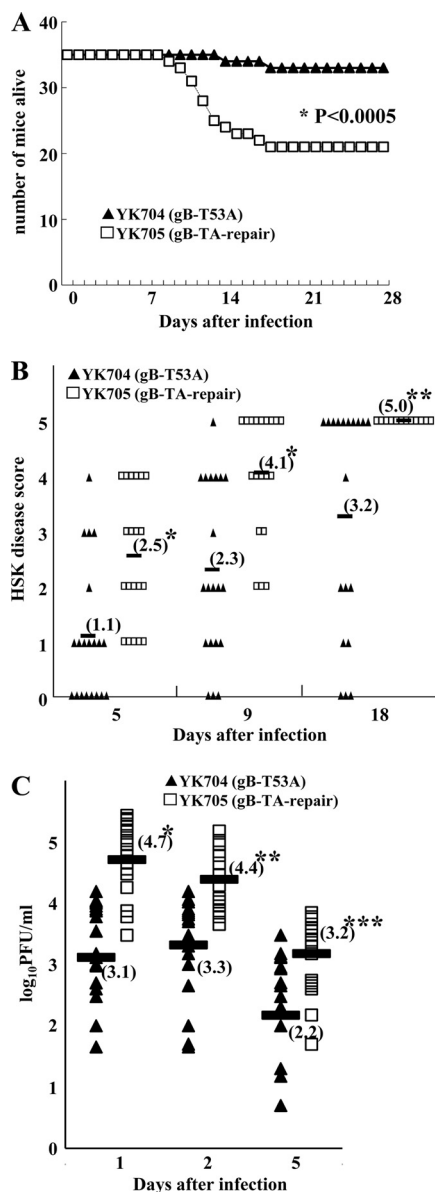 A
40
30
20
10
0
number of mice alive
* P<0.0005
YK704 (gB-T53A)
YK705 (gB-TA-repair)
0 7 14 21 28
Days after infection
B
YK704 (gB-T53A)
YK705 (gB-TA-repair)
5
4
3
2
1
0
HSK disease score
(1.1)
(2.5)*
(2.3)
(4.1)*
(3.2)
(5.0)**
5 9 18
Days after infection
C
YK704 (gB-T53A)
YK705 (gB-TA-repair)
5
4
3
2
1
0
log10PFU/ml
(3.1)
(4.7)*
(3.3)
(4.4)**
(2.2)
(3.2)***
1 2 5
Days after infection